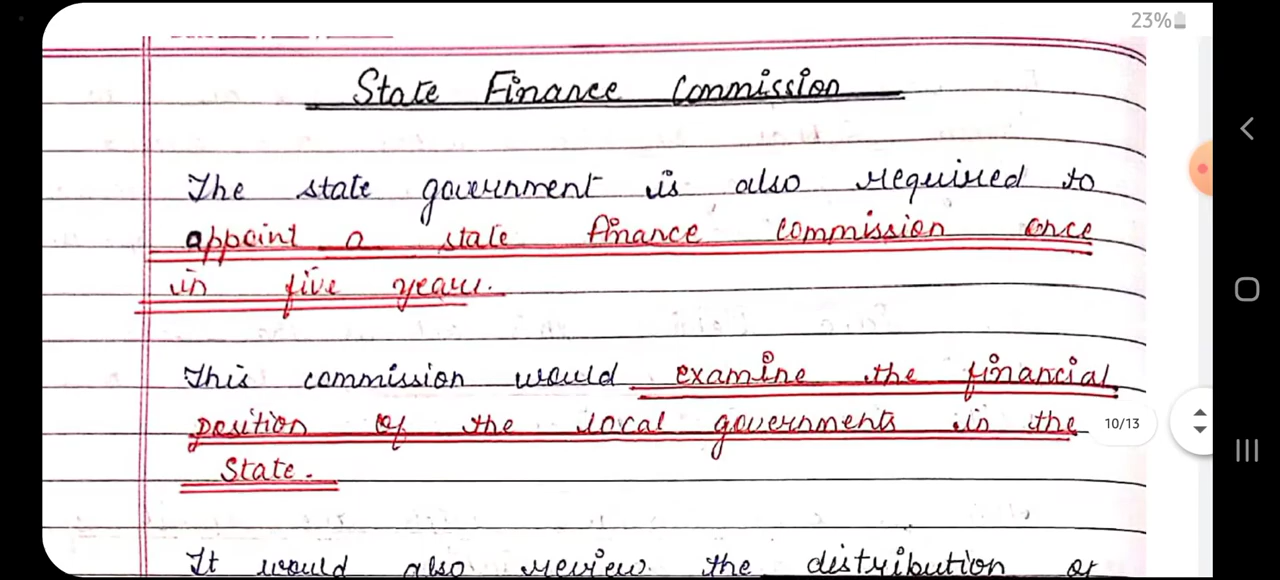 23%
State Finance Commission
The state government is also required to
appoint a state finance commission once
in five years.
This commission would examine the financial
position of the local governments in the
10/13
State.
It would also review the distribution of